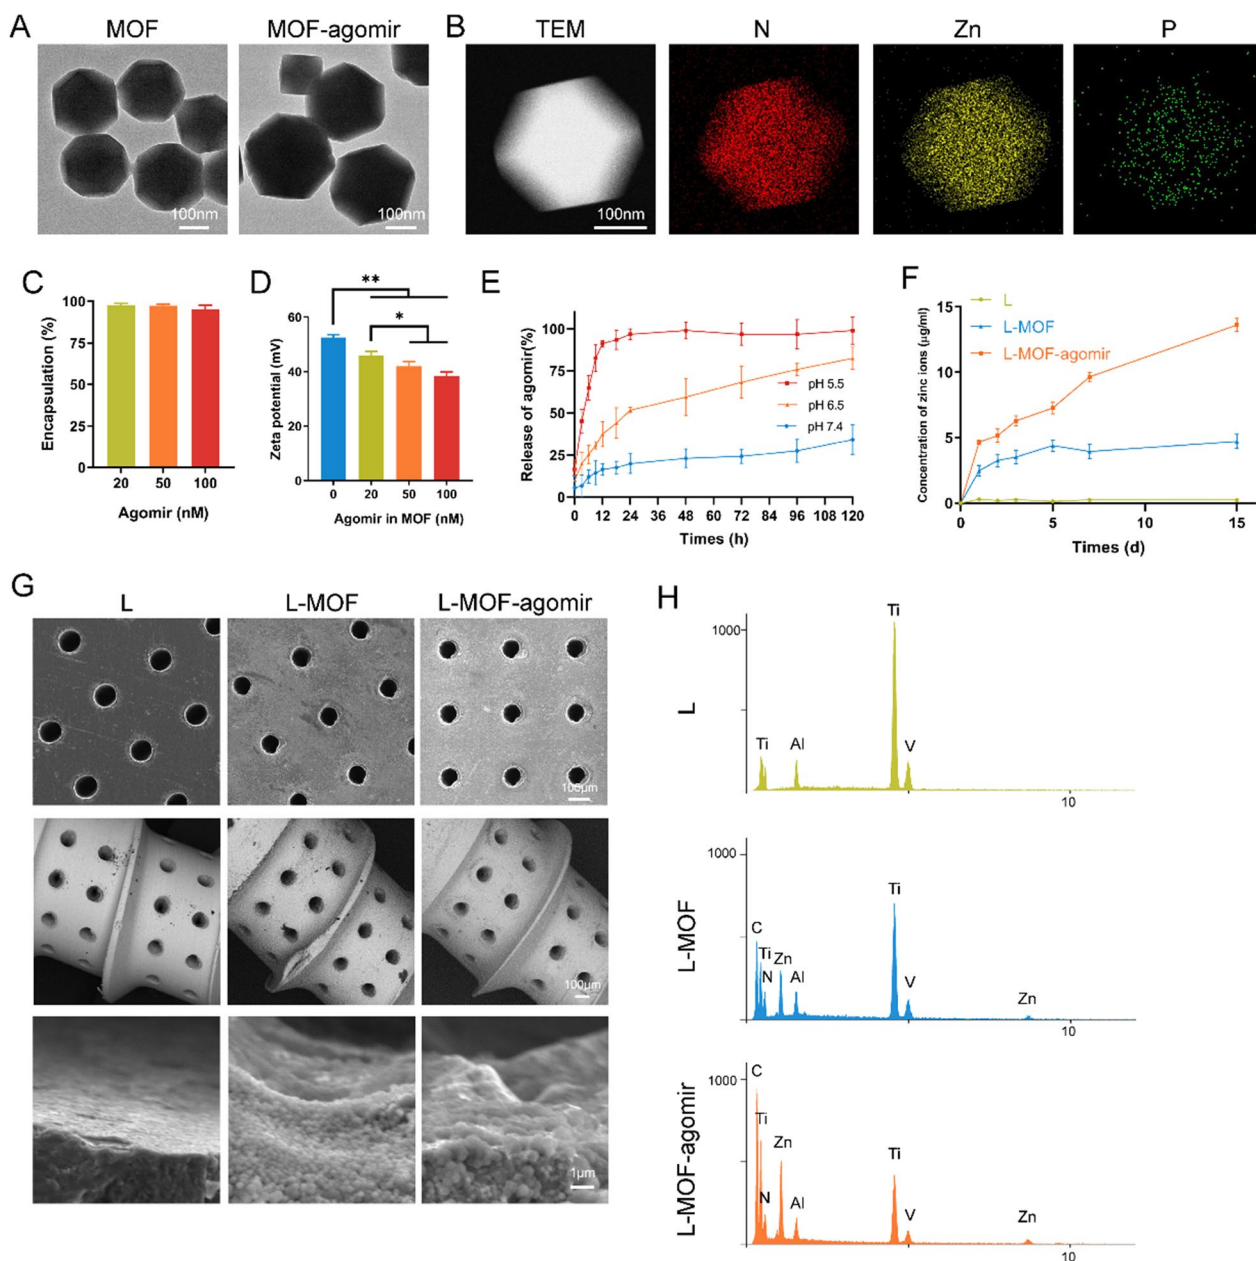 A
MOF
MOF-agomir
100nm
100nm
B
TEM
N
Zn
P
100nm
C
Encapsulation (%)
100
75
50
25
0
20
50
100
Agomir (nM)
D
Zeta potential (mV)
60
40
20
0
**
*
0
20
50
100
Agomir in MOF (nM)
E
Release of agomir(%)
100
75
50
25
0
pH 5.5
pH 6.5
pH 7.4
0
12
24
36
48
60
72
84
96
108
120
Times (h)
F
Concentration of zinc ions (μg/ml)
15
10
5
0
L
L-MOF
L-MOF-agomir
0
5
10
15
Times (d)
G
L
L-MOF
L-MOF-agomir
100μm
100μm
1μm
H
L
1000
Ti
Al
Ti
V
10
L-MOF
1000
C
Ti
N
Zn
Al
Ti
V
Zn
10
L-MOF-agomir
1000
C
Ti
N
Zn
Al
Ti
V
Zn
10